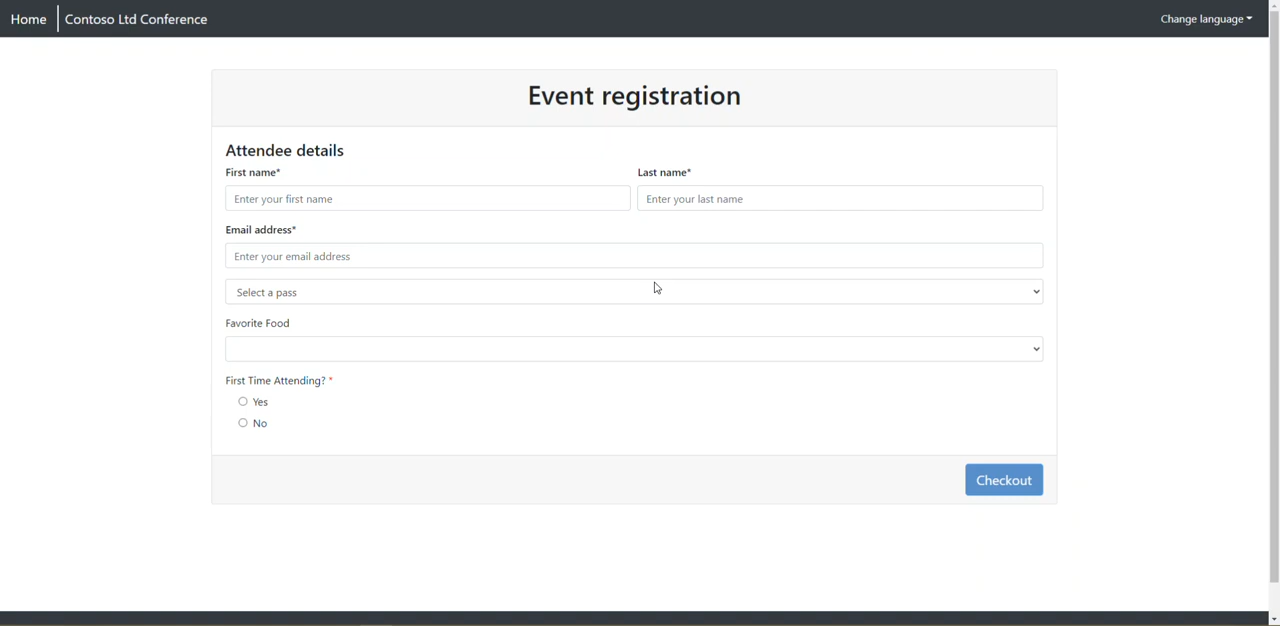 Home Contoso Ltd Conference Change language
Event registration
Attendee details
First name* Last name*
Enter your first name Enter your last name
Email address*
Enter your email address
Select a pass
Favorite Food
First Time Attending? *
Yes
No
Checkout